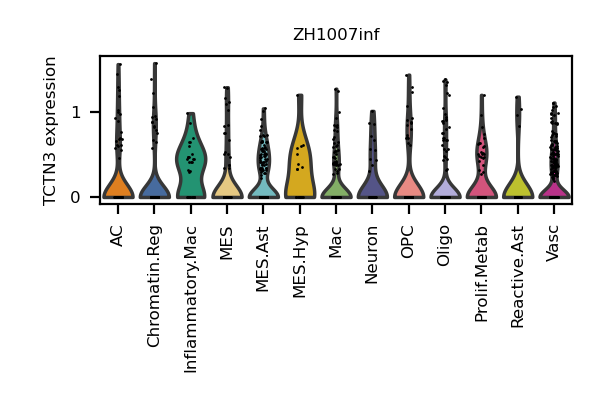 ZH1007inf
TCTN3 expression
1
0
AC
Chromatin.Reg
Inflammatory.Mac
MES
MES.Ast
MES.Hyp
Mac
Neuron
OPC
Oligo
Prolif.Metab
Reactive.Ast
Vasc